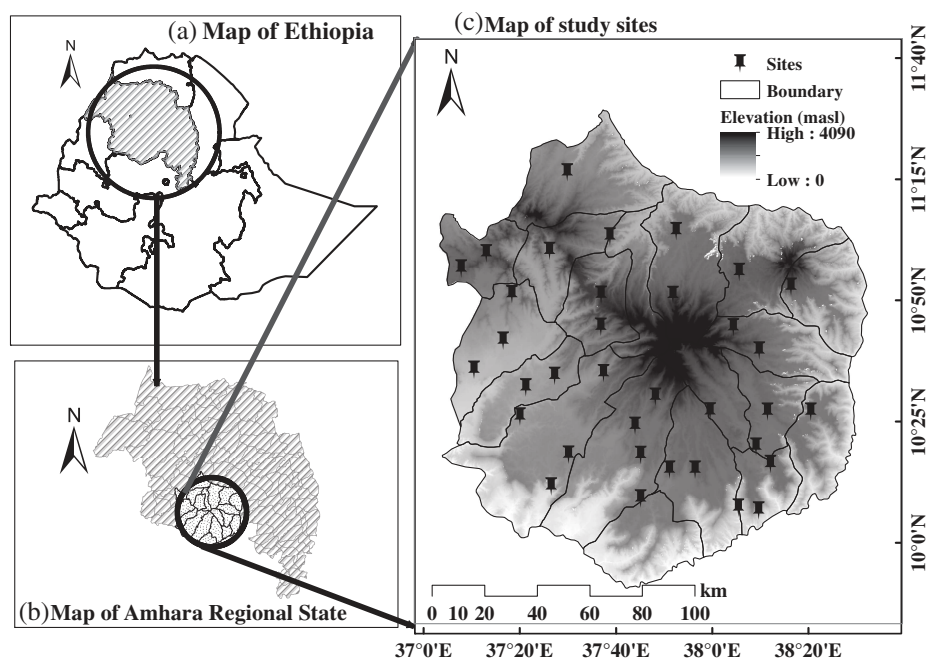 (a) Map of Ethiopia
N
(b) Map of Amhara Regional State
N
(c) Map of study sites
N
Sites
Boundary
Elevation (masl)
High : 4090
Low : 0
11°40'N
11°15'N
10°50'N
10°25'N
10°0'N
0 10 20 40 60 80 100
km
37°0'E 37°20'E 37°40'E 38°0'E 38°20'E